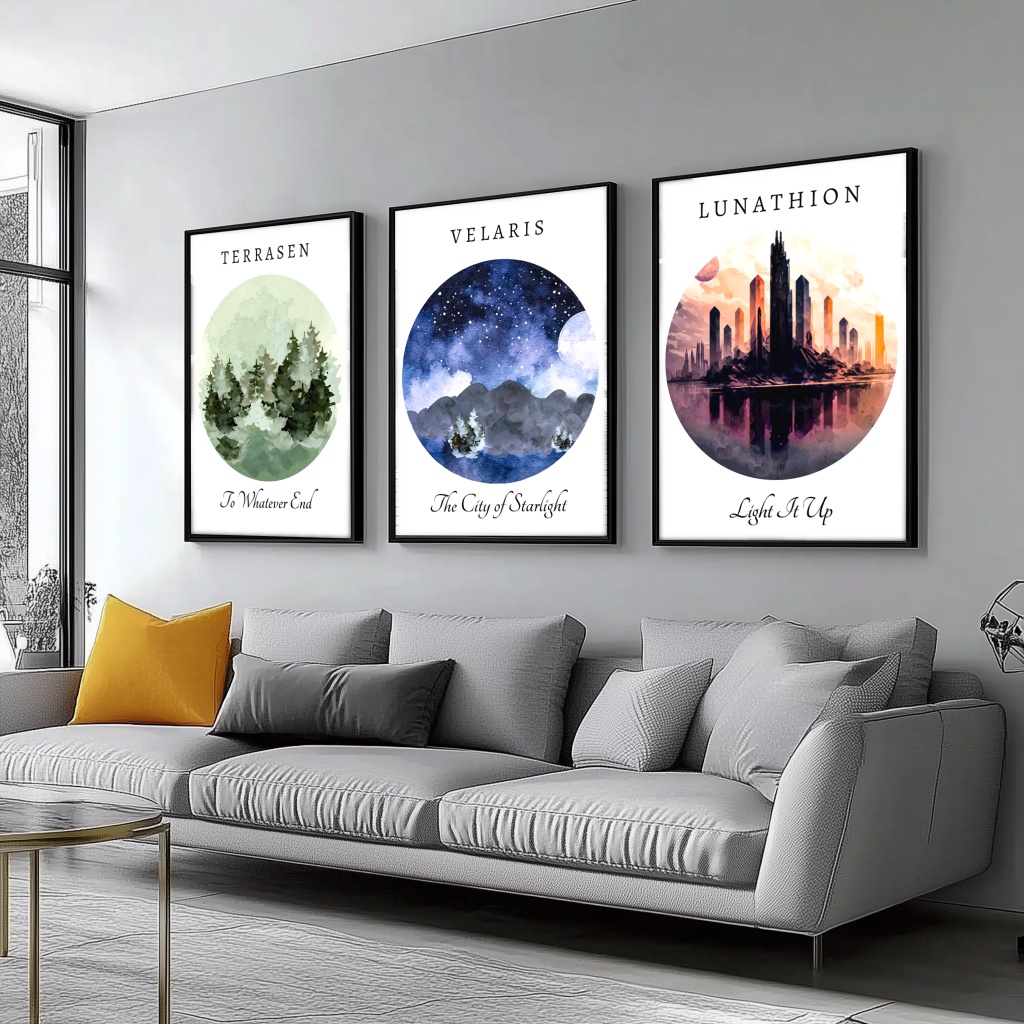 TERRASEN
To Whatever End
VELARIS
The City of Starlight
LUNATHION
Light It Up